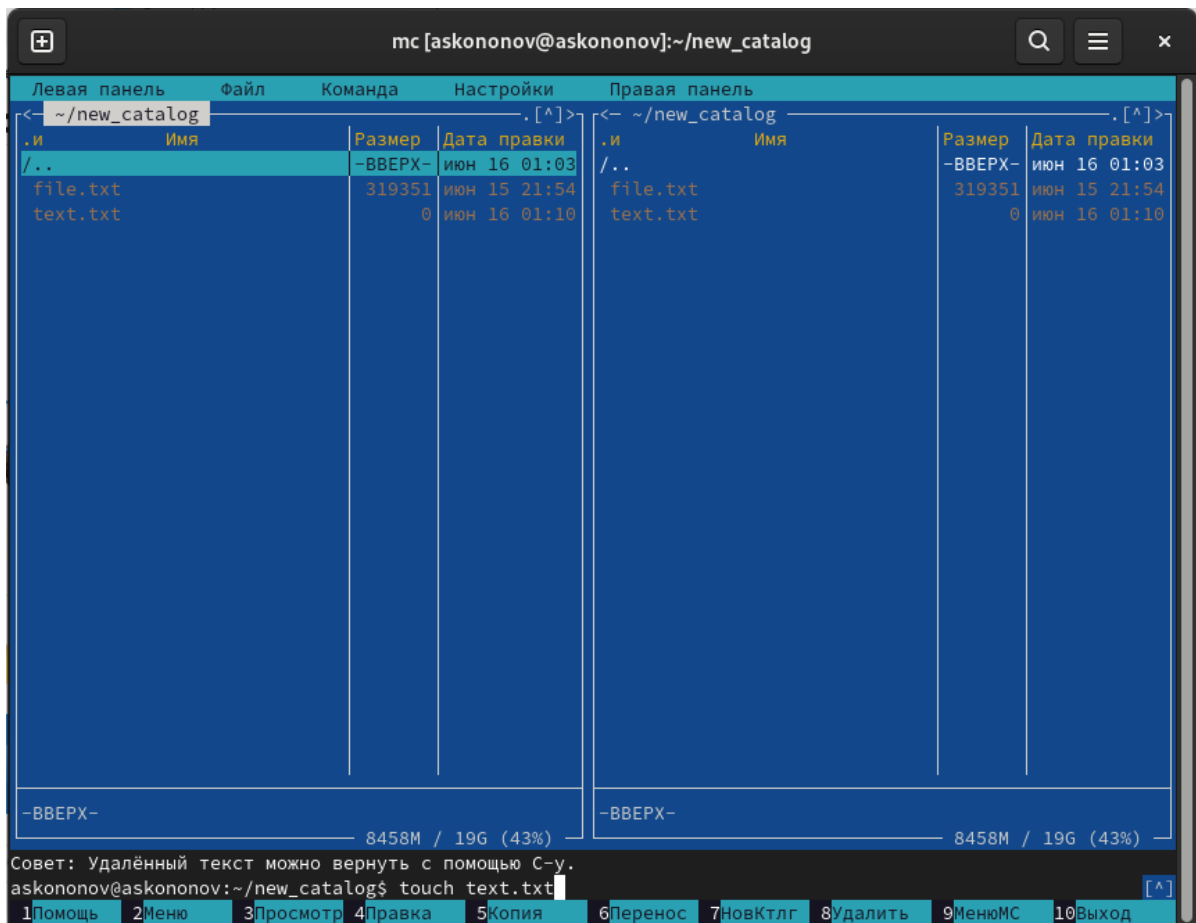 mc [askononov@askononov]:~/new_catalog
Левая панель Файл Команда Настройки Правая панель
<─ ~/new_catalog .[^]> <─ ~/new_catalog .[^]>
.и Имя Размер Дата правки .и Имя Размер Дата правки
/.. -ВВЕРХ- июн 16 01:03 /.. -ВВЕРХ- июн 16 01:03
file.txt 319351 июн 15 21:54 file.txt 319351 июн 15 21:54
text.txt 0 июн 16 01:10 text.txt 0 июн 16 01:10
-ВВЕРХ- -ВВЕРХ-
8458M / 19G (43%) 8458M / 19G (43%)
Совет: Удалённый текст можно вернуть с помощью C-y.
askononov@askononov:~/new_catalog$ touch text.txt [^]
1Помощь 2Меню 3Просмотр 4Правка 5Копия 6Перенос 7НовКтлг 8Удалить 9МенюMC 10Выход